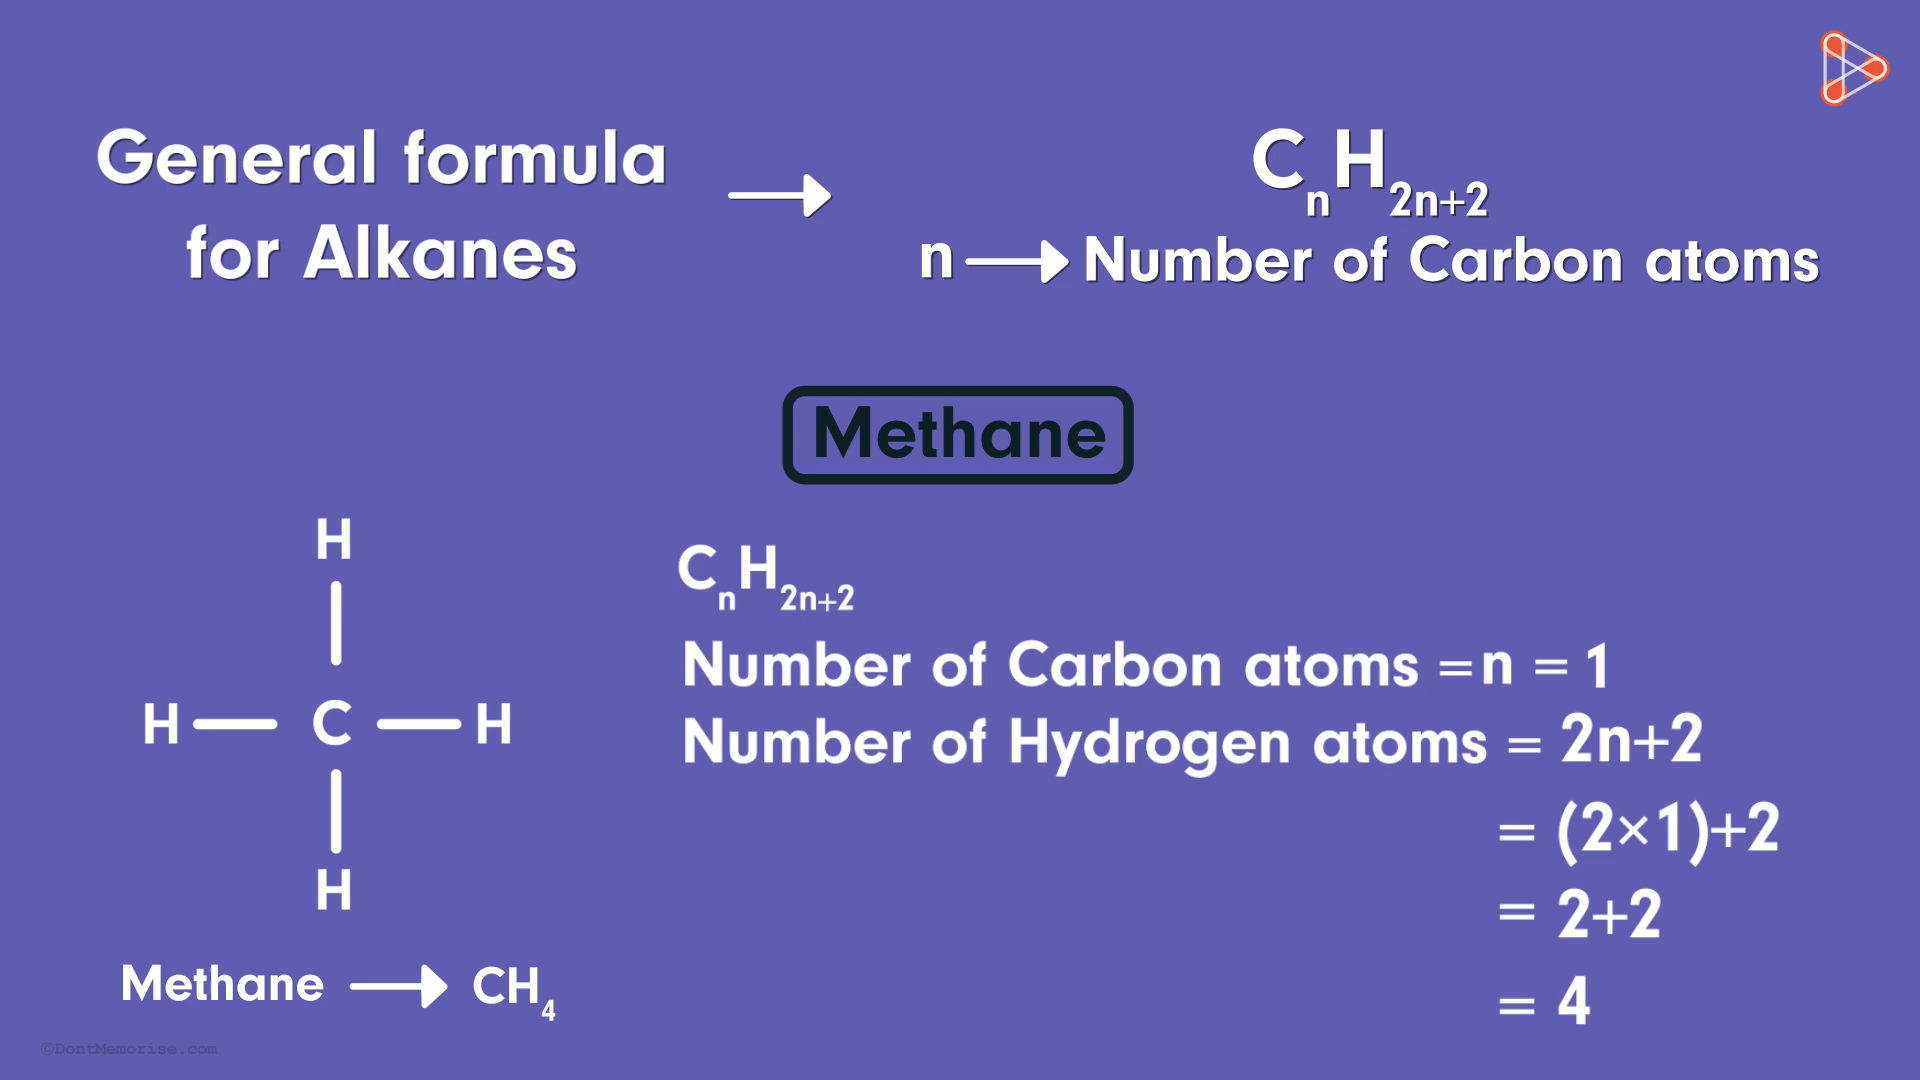 General formula
for Alkanes
CₙH₂ₙ₊₂
n → Number of Carbon atoms
Methane
H
H — C — H
H
Methane → CH₄
CₙH₂ₙ₊₂
Number of Carbon atoms = n = 1
Number of Hydrogen atoms = 2n+2
= (2×1)+2
= 2+2
= 4
©DontMemorise.com